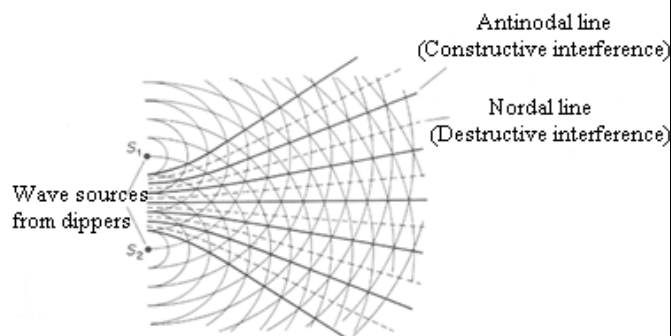 Antinodal line
(Constructive interference)
Nordal line
(Destructive interference)
S1
Wave sources
from dippers
S2